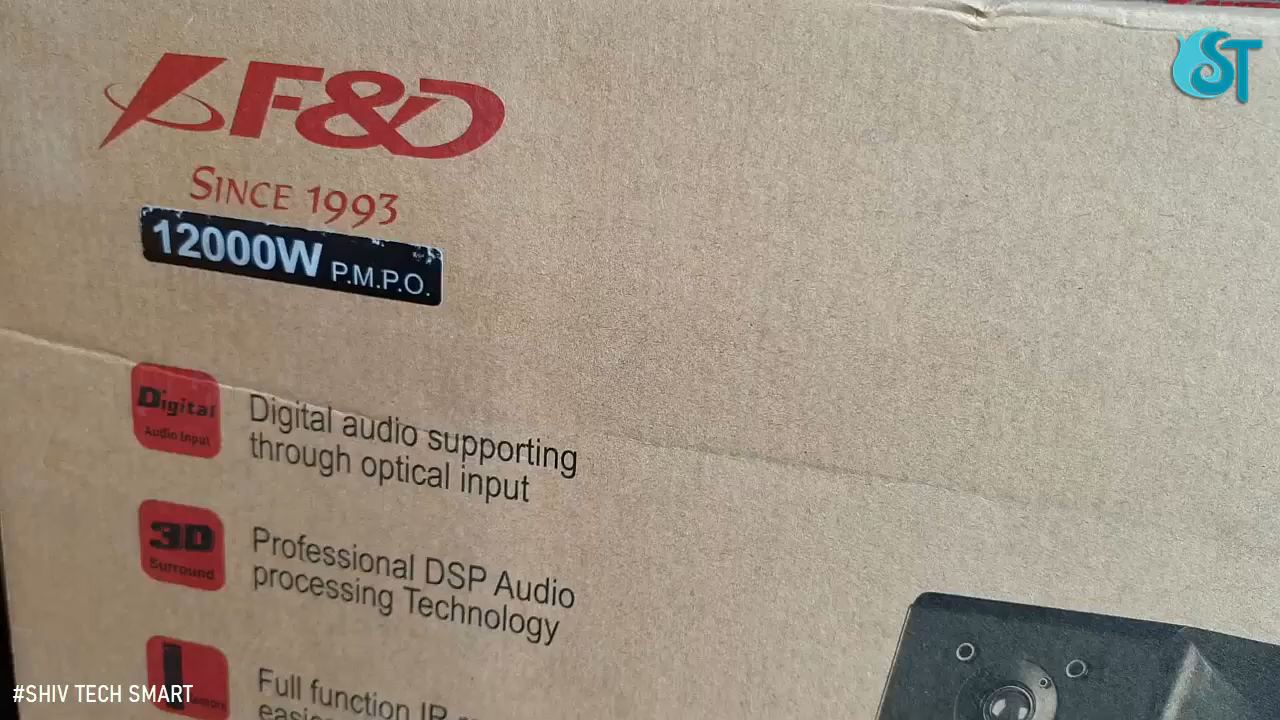 ST
F&D
SINCE 1993
12000W P.M.P.O.
Digital
Audio Input
Digital audio supporting
through optical input
3D
Surround
Professional DSP Audio
processing Technology
Full function IR
#SHIV TECH SMART